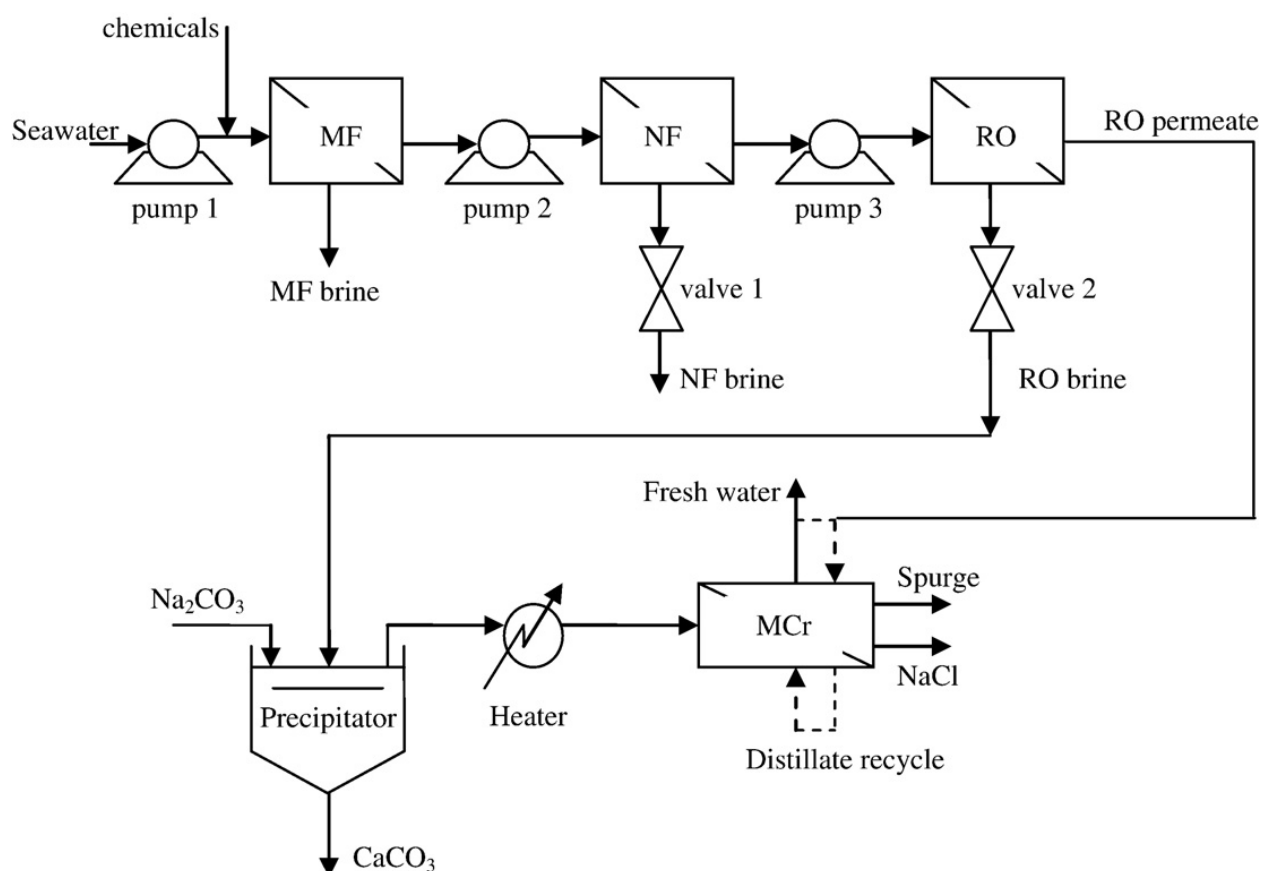 chemicals
Seawater
MF
NF
RO
RO permeate
pump 1
pump 2
pump 3
MF brine
valve 1
valve 2
NF brine
RO brine
Fresh water
Na₂CO₃
MCr
Spurge
NaCl
Precipitator
Heater
Distillate recycle
CaCO₃